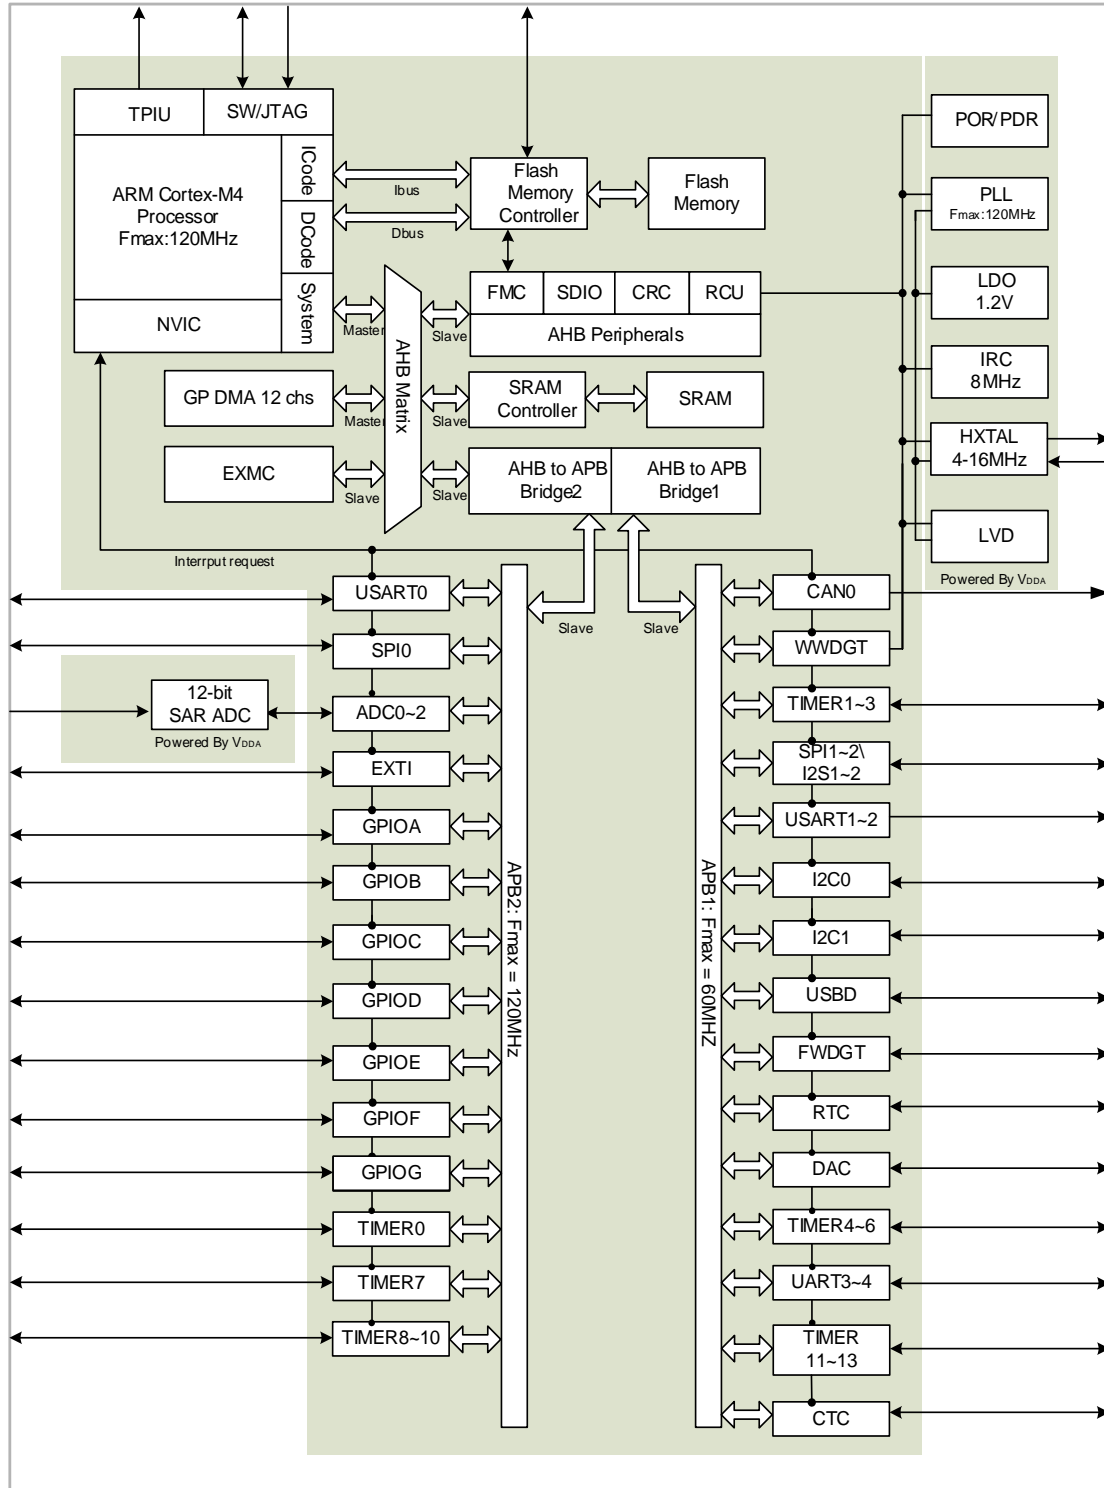 TPIU
SW/JTAG
POR/PDR
ICode
Flash
Memory
Controller
Flash
Memory
Ibus
ARM Cortex-M4
Processor
Fmax:120MHz
PLL
Fmax:120MHz
DCode
Dbus
System
FMC
SDIO
CRC
RCU
LDO
1.2V
NVIC
Master
Slave
AHB Peripherals
AHB Matrix
IRC
8MHz
GP DMA 12 chs
Master
Slave
SRAM
Controller
SRAM
HXTAL
4-16MHz
EXMC
Slave
Slave
AHB to APB
Bridge2
AHB to APB
Bridge1
LVD
Interrput request
Powered By VDDA
USART0
CAN0
Slave
Slave
SPI0
WWDGT
12-bit
SAR ADC
Powered By VDDA
ADC0~2
TIMER1~3
EXTI
SPI1~2\
I2S1~2
GPIOA
USART1~2
APB2: Fmax = 120MHz
APB1: Fmax = 60MHZ
GPIOB
I2C0
GPIOC
I2C1
GPIOD
USBD
GPIOE
FWDGT
GPIOF
RTC
GPIOG
DAC
TIMER0
TIMER4~6
TIMER7
UART3~4
TIMER8~10
TIMER
11~13
CTC